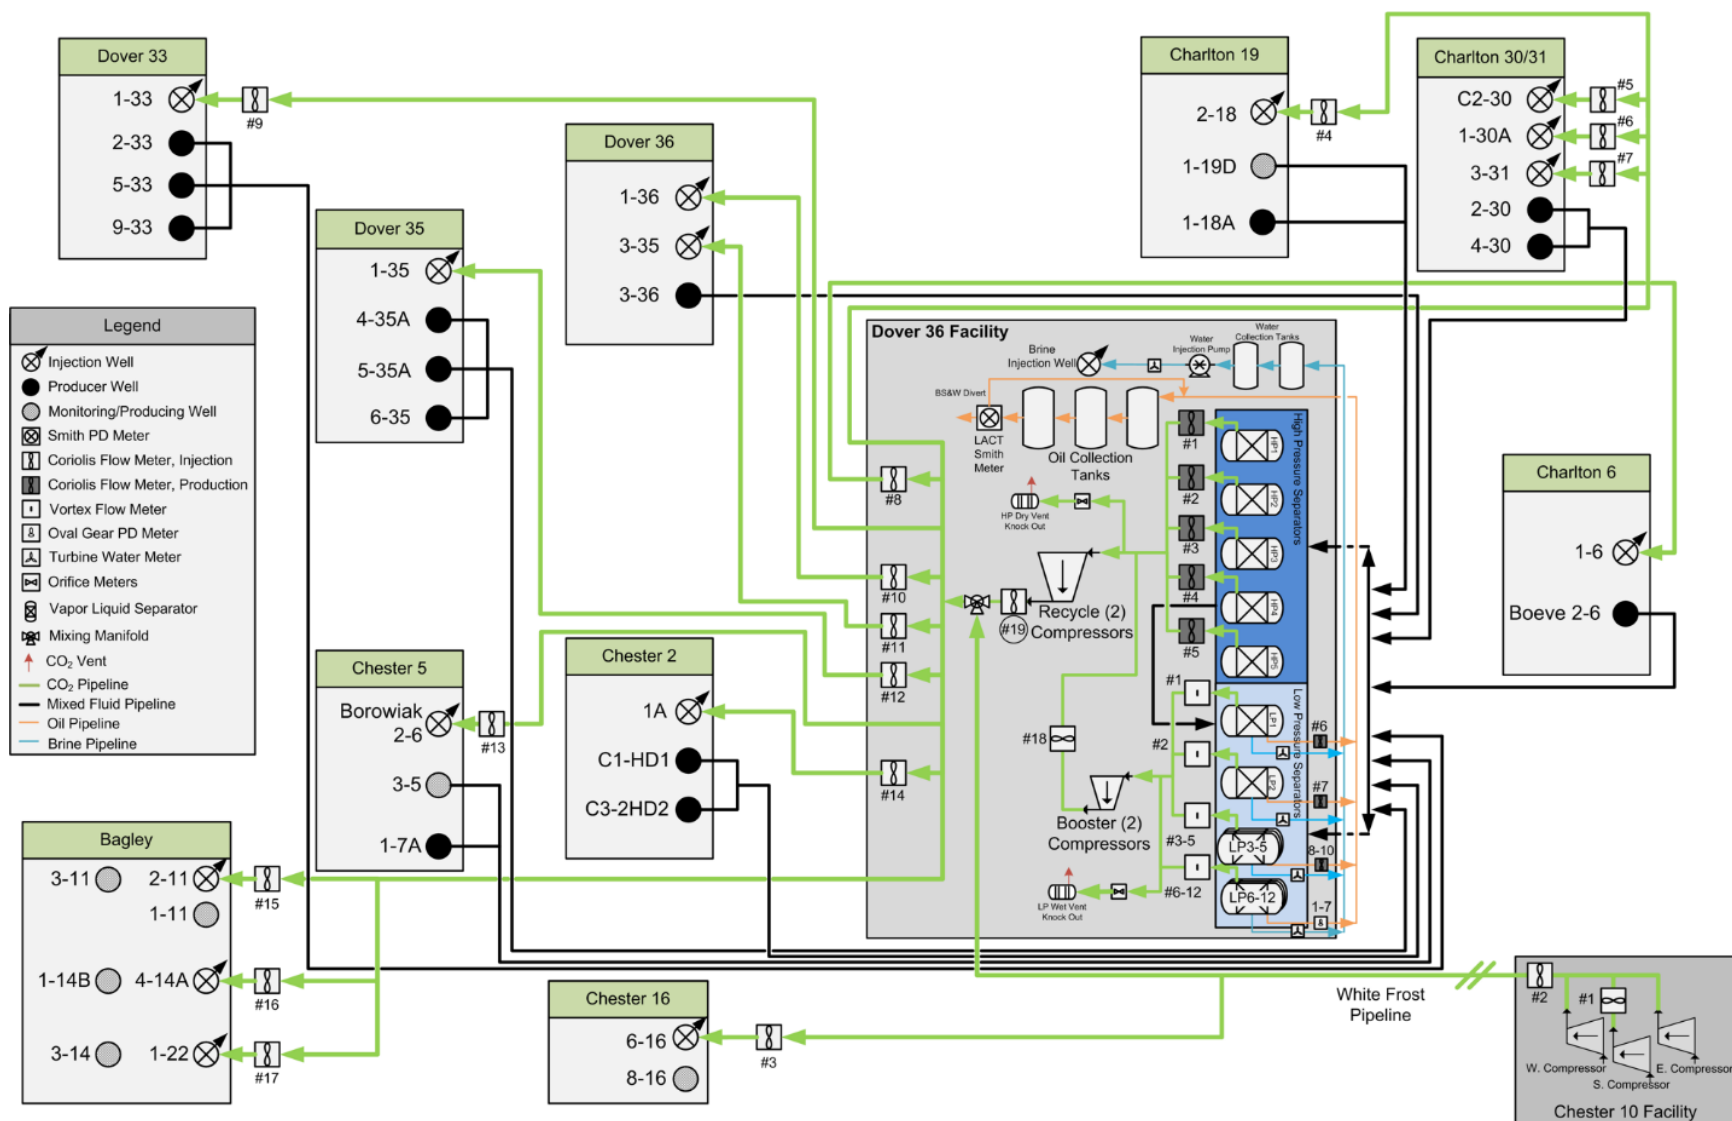 Dover 33
1-33
2-33
5-33
9-33
#9
Dover 35
1-35
4-35A
5-35A
6-35
Dover 36
1-36
3-35
3-36
Charlton 19
2-18
1-19D
1-18A
#4
Charlton 30/31
C2-30
1-30A
3-31
2-30
4-30
#5
#6
#7
Legend
Injection Well
Producer Well
Monitoring/Producing Well
Smith PD Meter
Coriolis Flow Meter, Injection
Coriolis Flow Meter, Production
Vortex Flow Meter
Oval Gear PD Meter
Turbine Water Meter
Orifice Meters
Vapor Liquid Separator
Mixing Manifold
CO₂ Vent
CO₂ Pipeline
Mixed Fluid Pipeline
Oil Pipeline
Brine Pipeline
Dover 36 Facility
Brine
Injection Well
Water
Injection Pump
Water
Collection Tanks
BS&W Divert
LACT
Smith
Meter
Oil Collection
Tanks
HP Dry Vent
Knock Out
#1
#2
#3
#4
#5
HP1
HP2
HP3
HP4
HP5
High Pressure Separators
#8
#10
#11
#12
#14
#19
Recycle (2)
Compressors
#18
Booster (2)
Compressors
LP Wet Vent
Knock Out
#1
#2
#3-5
#6-12
LP1
LP2
LP3-5
LP6-12
Low Pressure Separators
#6
#7
8-10
1-7
Charlton 6
1-6
Boeve 2-6
Chester 5
Borowiak
2-6
3-5
1-7A
#13
Chester 2
1A
C1-HD1
C3-2HD2
Bagley
3-11
2-11
1-11
1-14B
4-14A
3-14
1-22
#15
#16
#17
Chester 16
6-16
8-16
#3
White Frost
Pipeline
#2
#1
W. Compressor
E. Compressor
S. Compressor
Chester 10 Facility